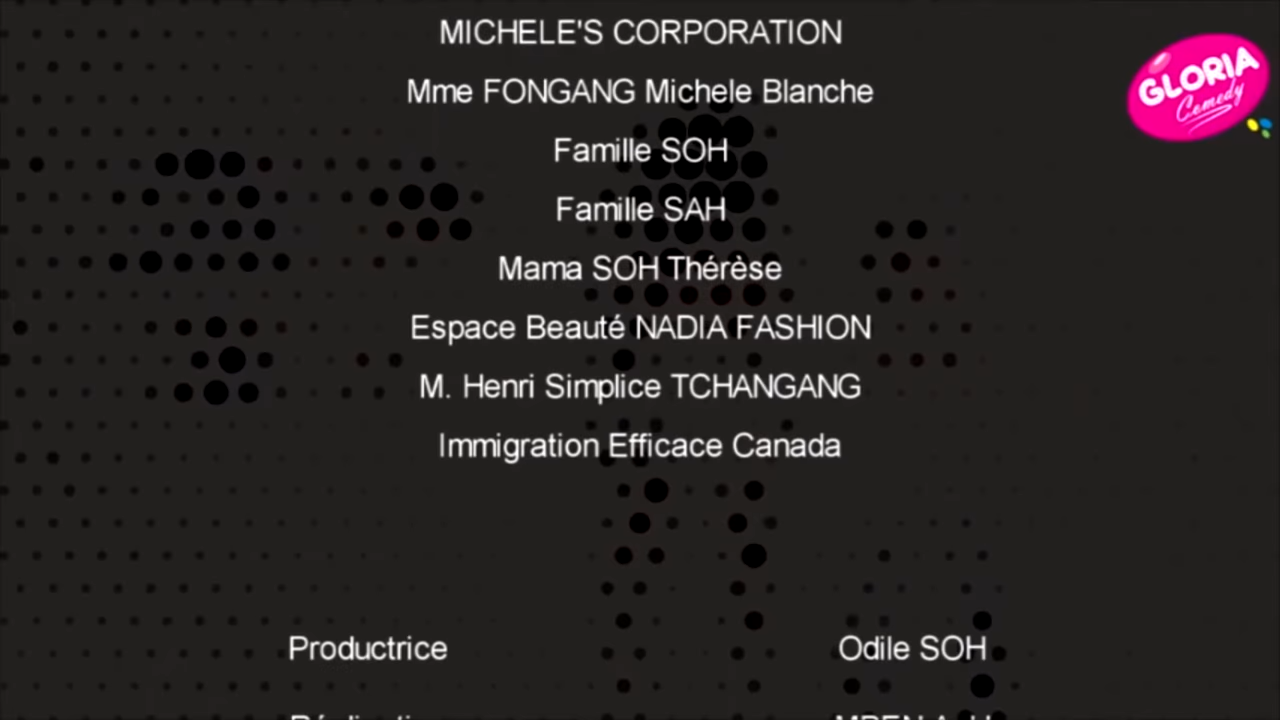 MICHELE'S CORPORATION
Mme FONGANG Michele Blanche
Famille SOH
Famille SAH
Mama SOH Thérèse
Espace Beauté NADIA FASHION
M. Henri Simplice TCHANGANG
Immigration Efficace Canada
Productrice Odile SOH
GLORIA
Comedy